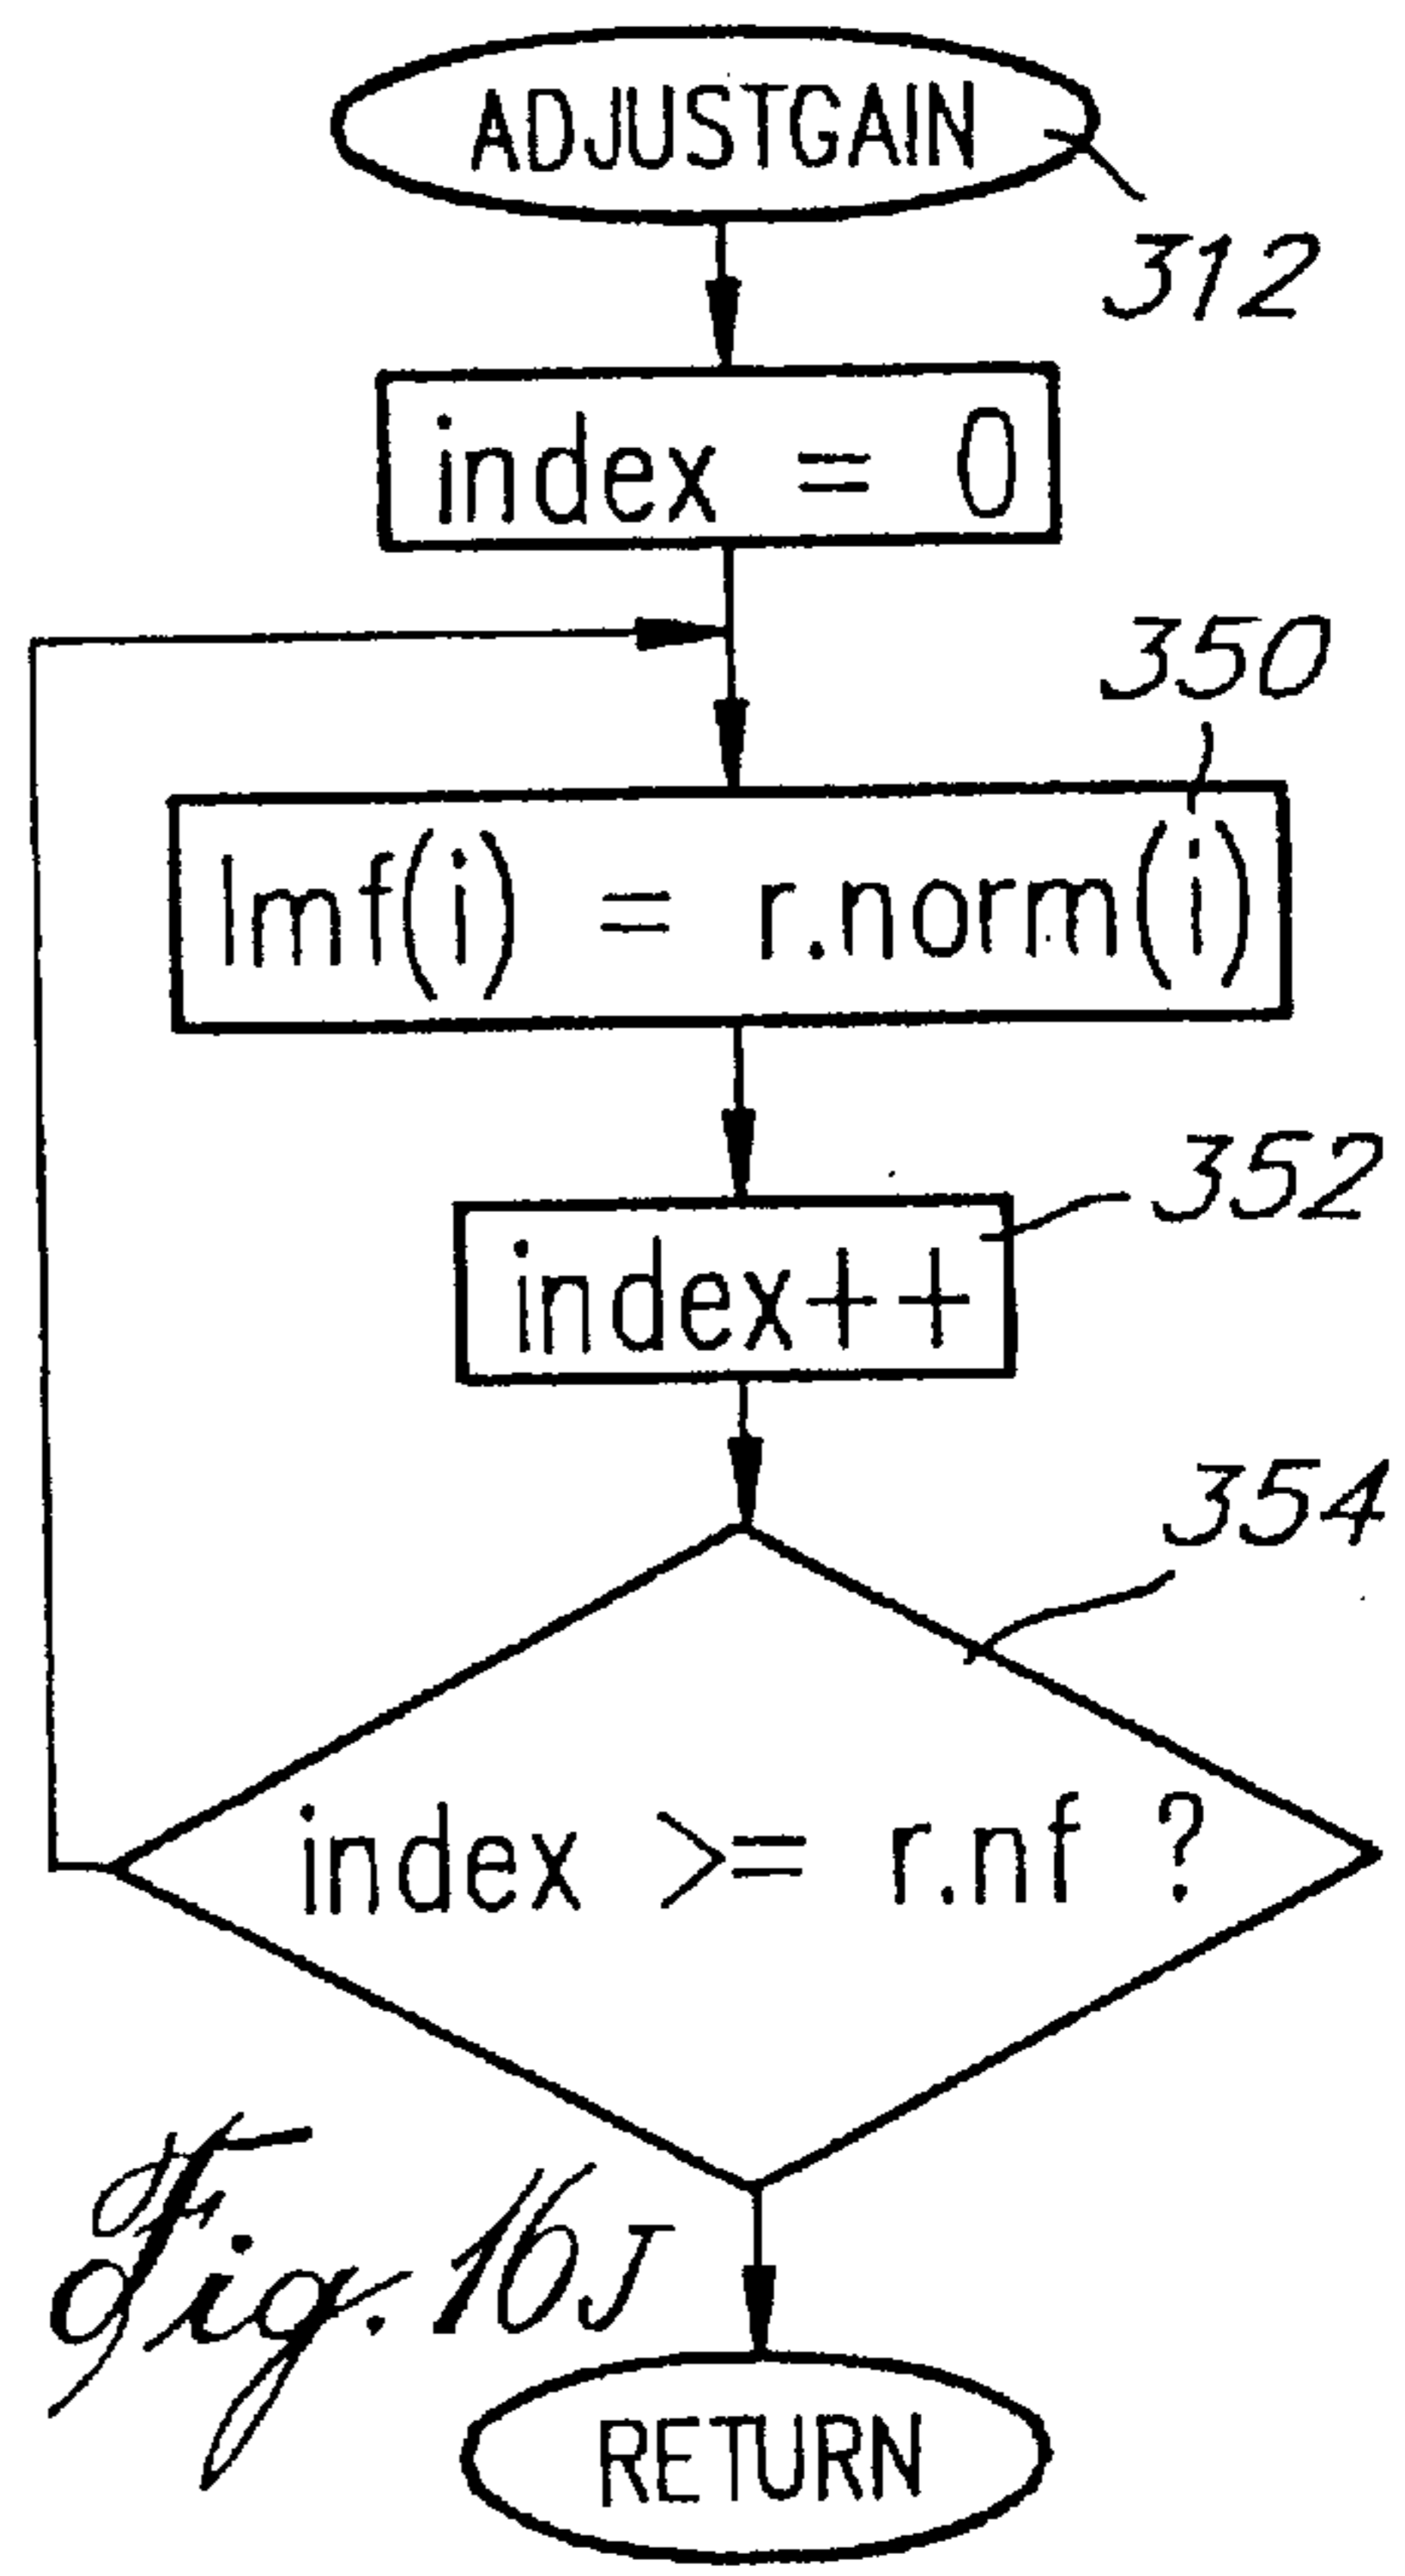 ADJUSTGAIN
312
index = 0
350
lmf(i) = r.norm(i)
352
index++
354
index >= r.nf ?
Fig. 16J
RETURN